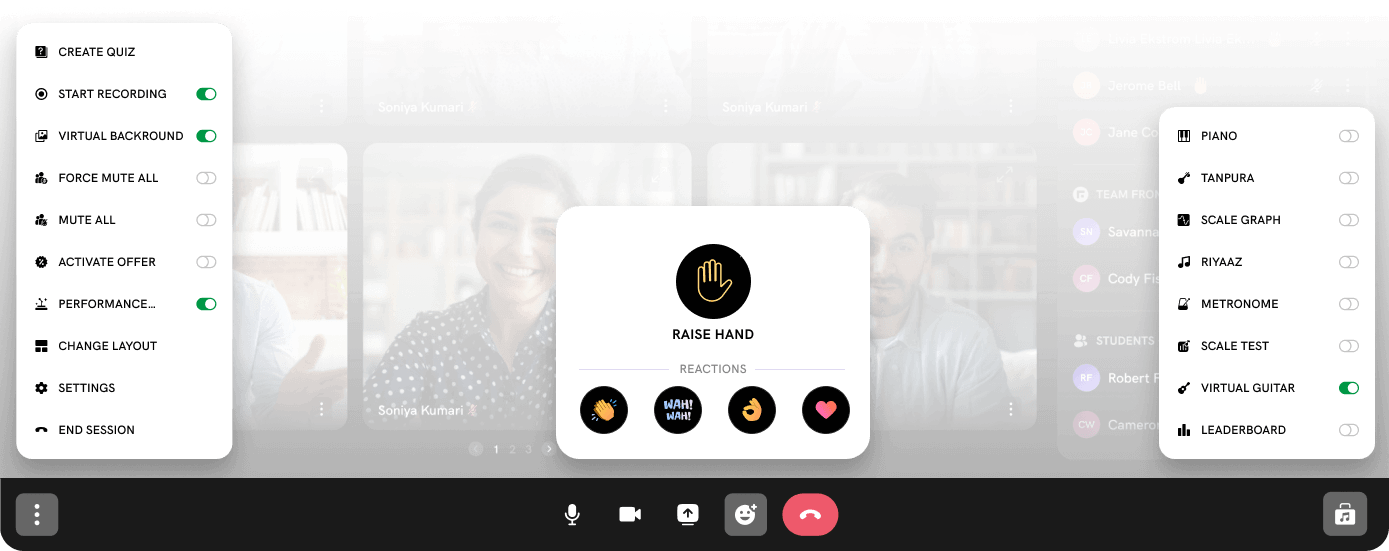 CREATE QUIZ
START RECORDING
VIRTUAL BACKROUND
FORCE MUTE ALL
MUTE ALL
ACTIVATE OFFER
PERFORMANCE...
CHANGE LAYOUT
SETTINGS
END SESSION
Soniya Kumari
Soniya Kumari
Soniya Kumari
1 2 3
RAISE HAND
REACTIONS
WAH!
WAH!
Jerome Bell
Jane Co
TEAM FROM
SN Savanna
CF Cody Fis
STUDENTS
RF Robert F
CW Cameron
PIANO
TANPURA
SCALE GRAPH
RIYAAZ
METRONOME
SCALE TEST
VIRTUAL GUITAR
LEADERBOARD